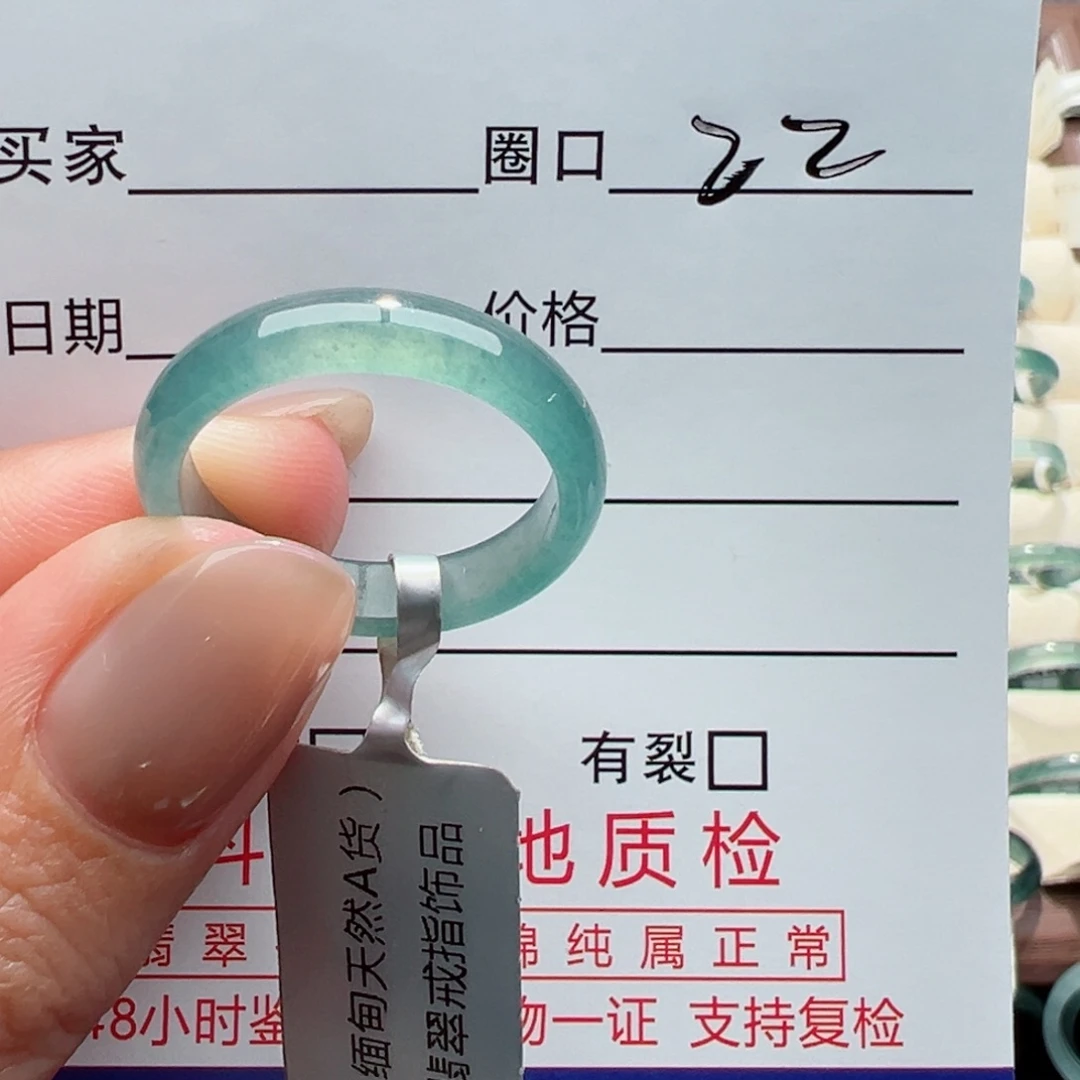 买家 圈口 22
日期 价格
有裂
地质检
翡翠 棉纯属正常
48小时鉴 物一证 支持复检
缅甸天然A货）
翡翠戒指饰品